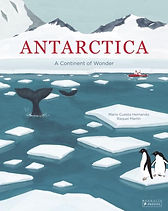 ANTARCTICA
A Continent of Wonder
Mario Cuesta Hernando
Raquel Martín
PRESTEL